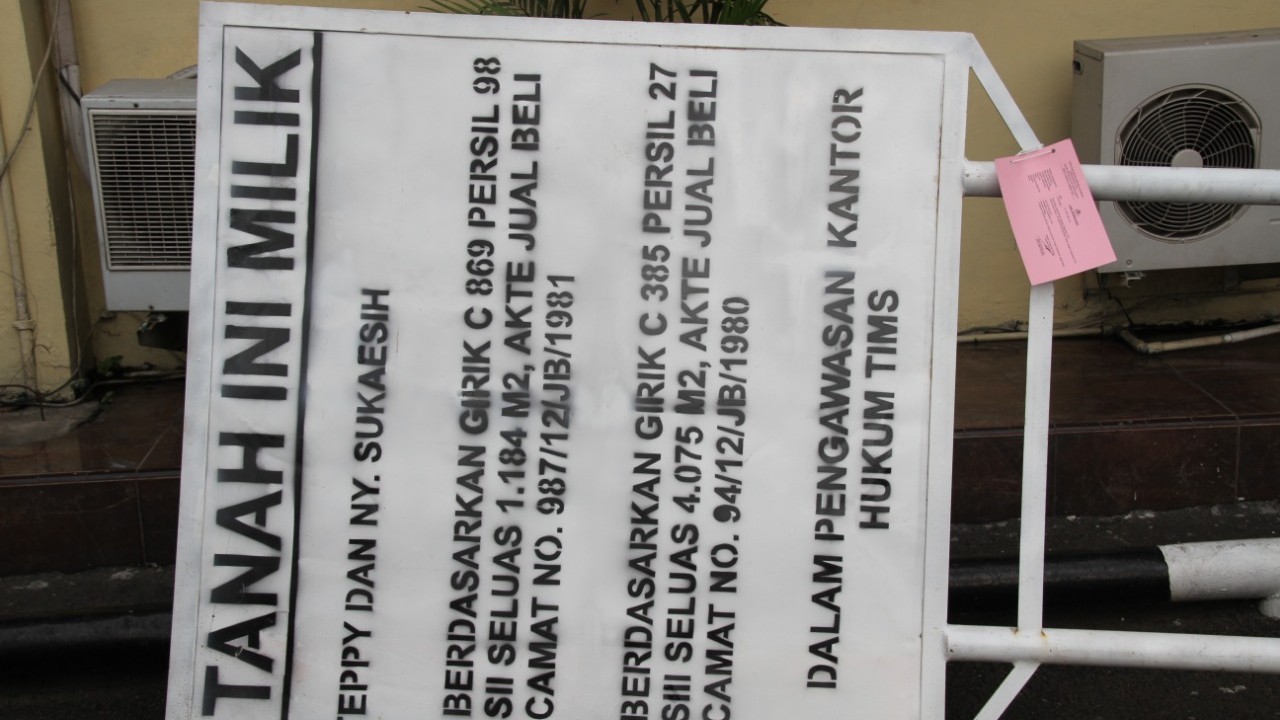 TANAH INI MILIK
TEPPY DAN NY. SUKAESIH
BERDASARKAN GIRIK C 869 PERSIL 98
SII SELUAS 1.184 M2, AKTE JUAL BELI
CAMAT NO. 987/12/JB/1981
BERDASARKAN GIRIK C 385 PERSIL 27
SIII SELUAS 4.075 M2, AKTE JUAL BELI
CAMAT NO. 94/12/JB/1980
DALAM PENGAWASAN KANTOR
HUKUM TIMS